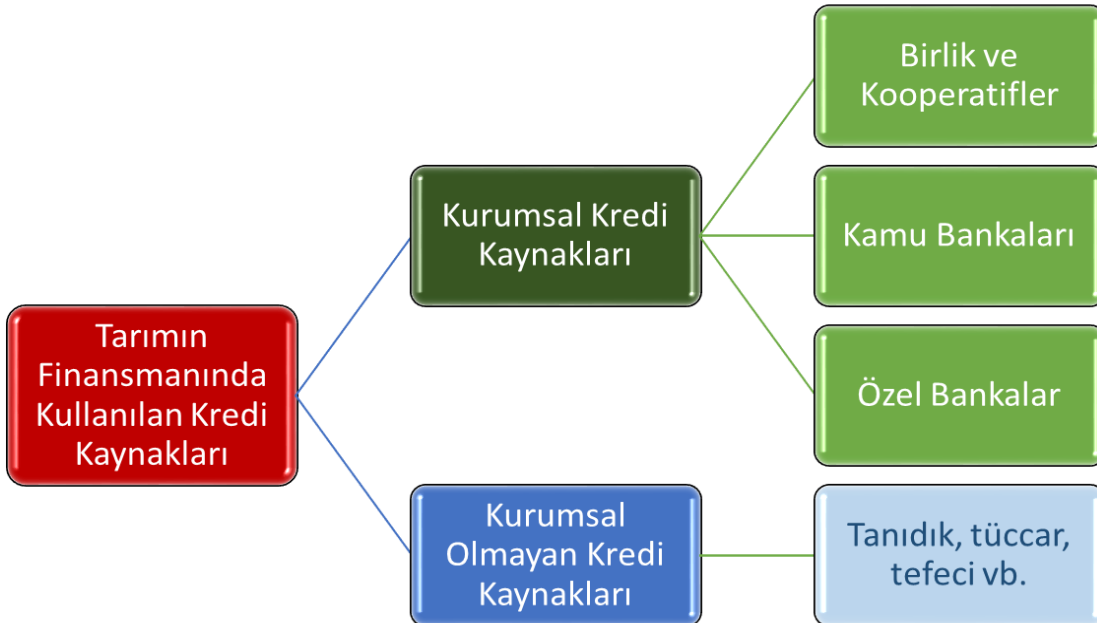 Tarımın
Finansmanında
Kullanılan Kredi
Kaynakları
Kurumsal Kredi
Kaynakları
Birlik ve
Kooperatifler
Kamu Bankaları
Özel Bankalar
Kurumsal
Olmayan Kredi
Kaynakları
Tanıdık, tüccar,
tefeci vb.